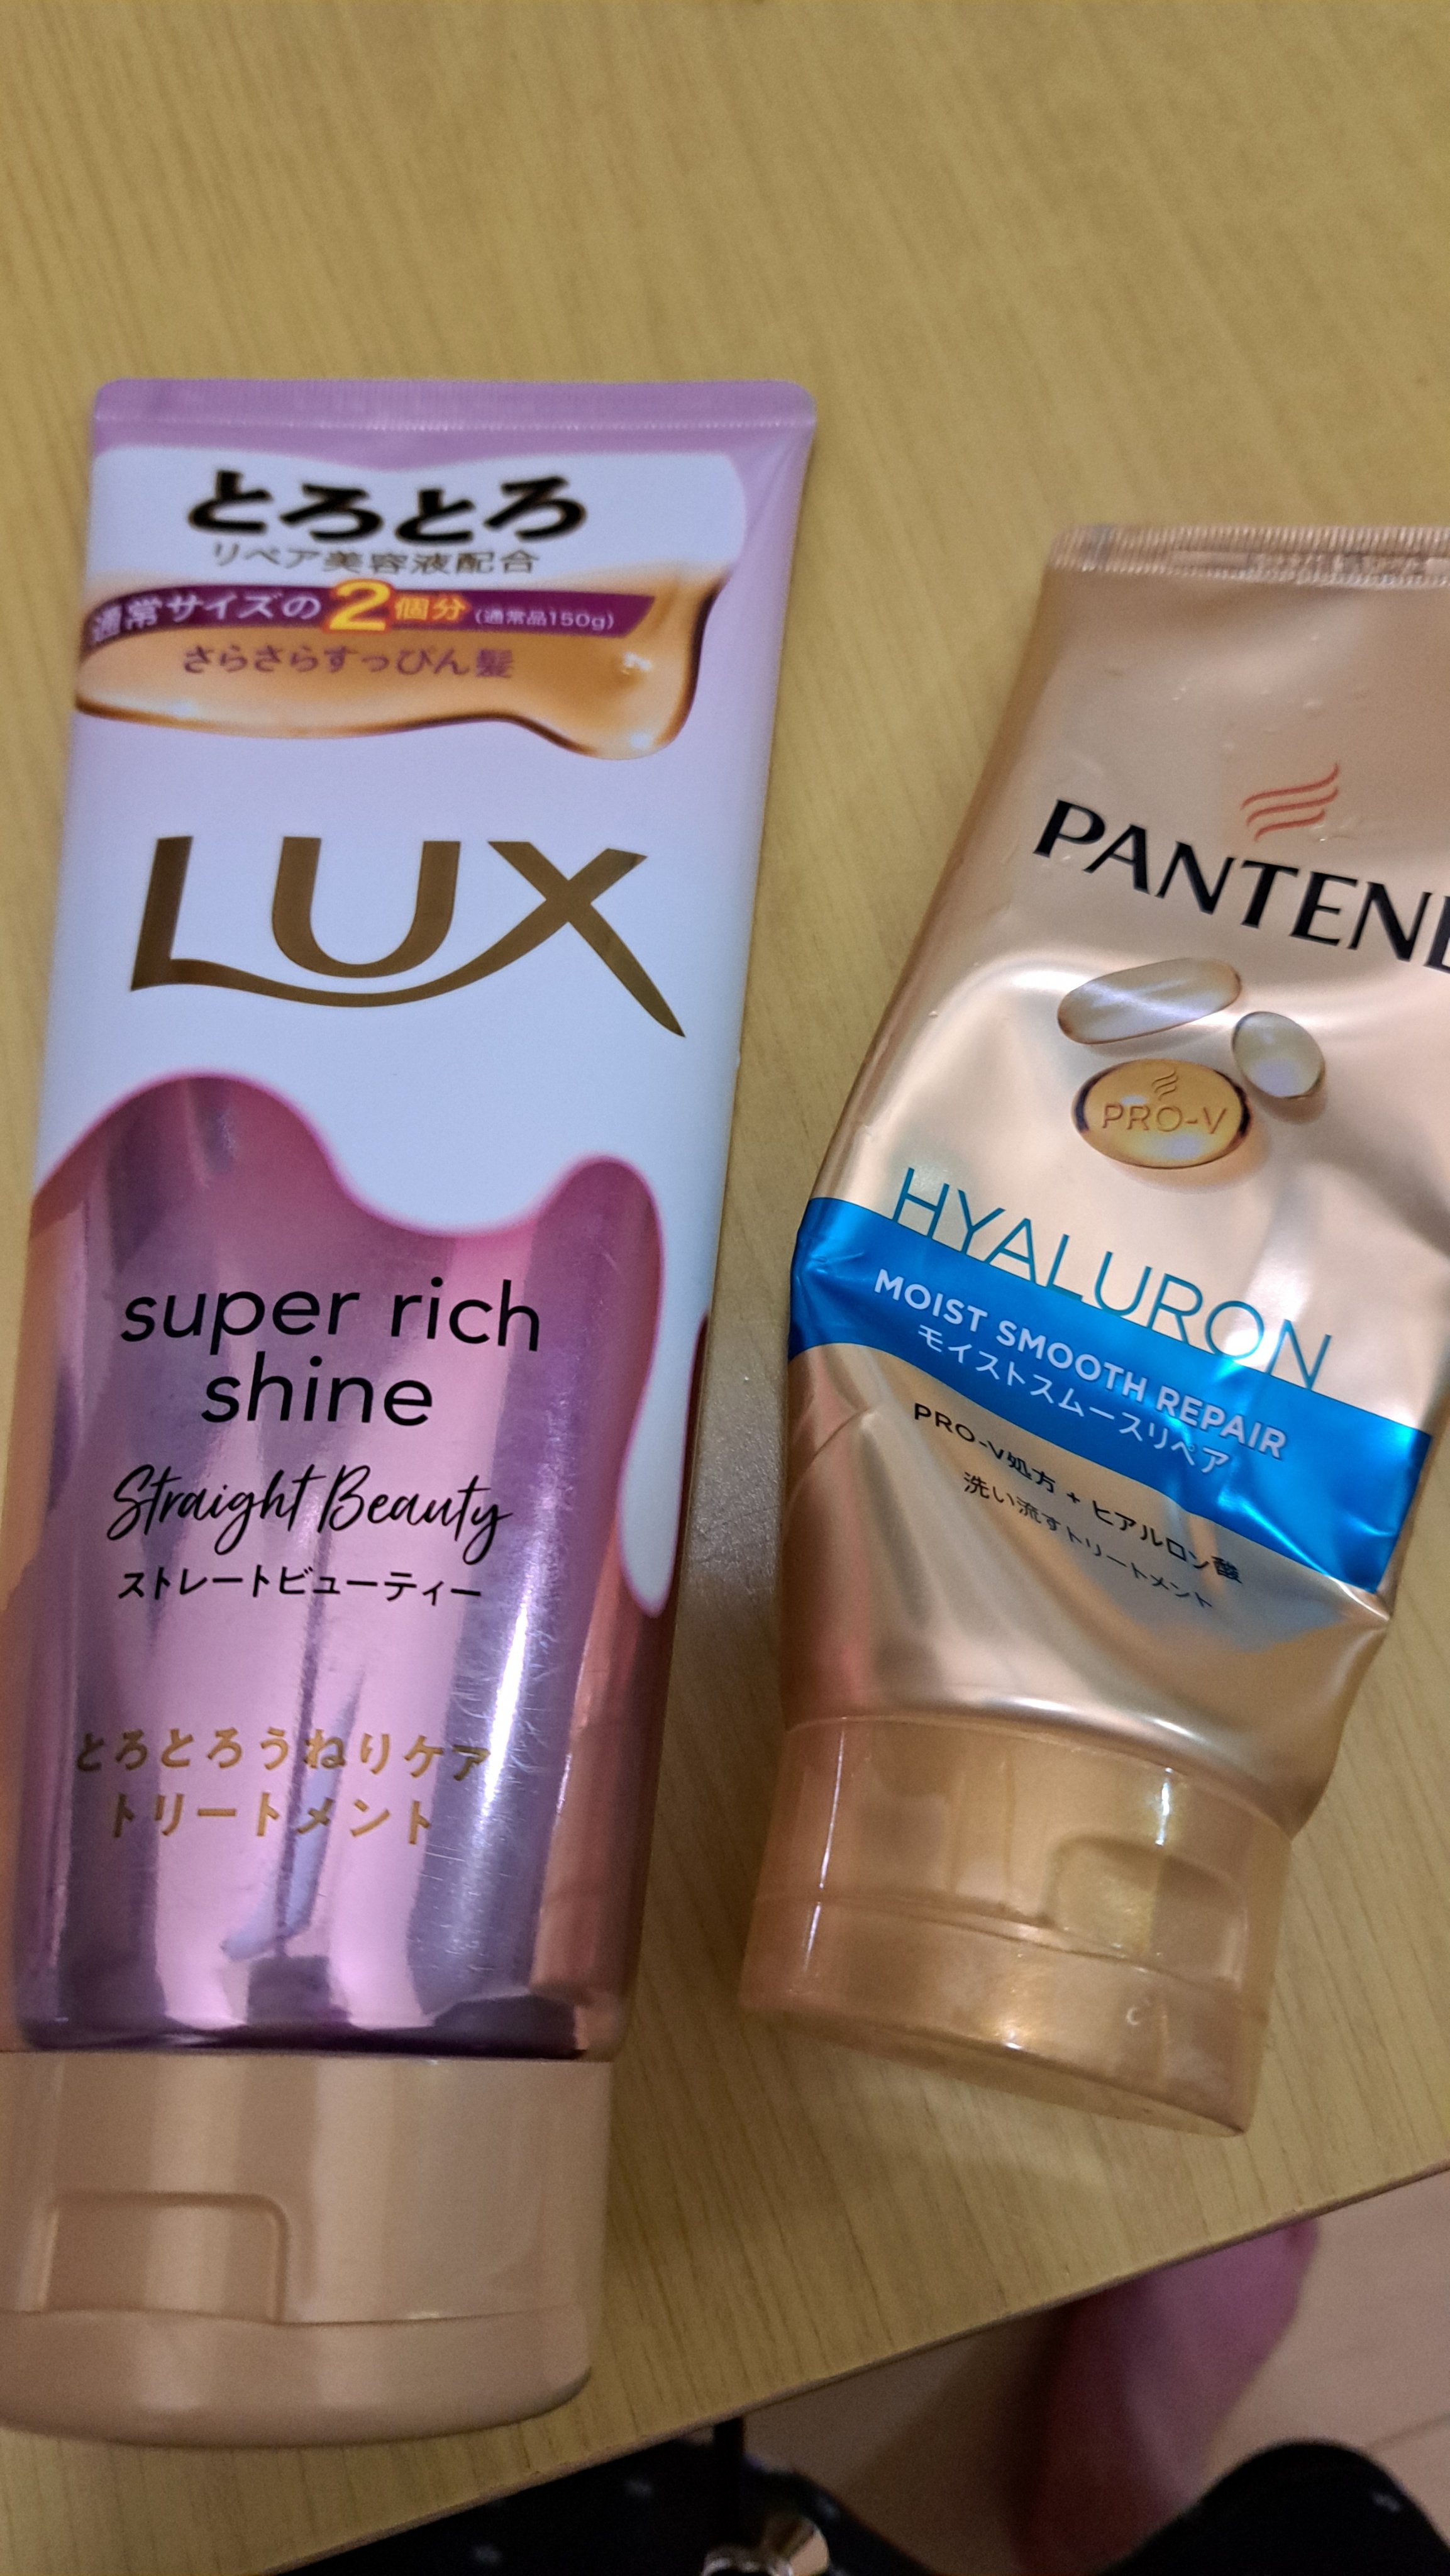 とろとろ
リペア美容液配合
通常サイズの2個分(通常品150g)
さらさらすっぴん髪
LUX
super rich
shine
Straight Beauty
ストレートビューティー
とろとろうねりケア
トリートメント
PANTENE
PRO-V
HYALURON
MOIST SMOOTH REPAIR
モイストスムースリペア
PRO-V処方 + ヒアルロン酸
洗い流すトリートメント